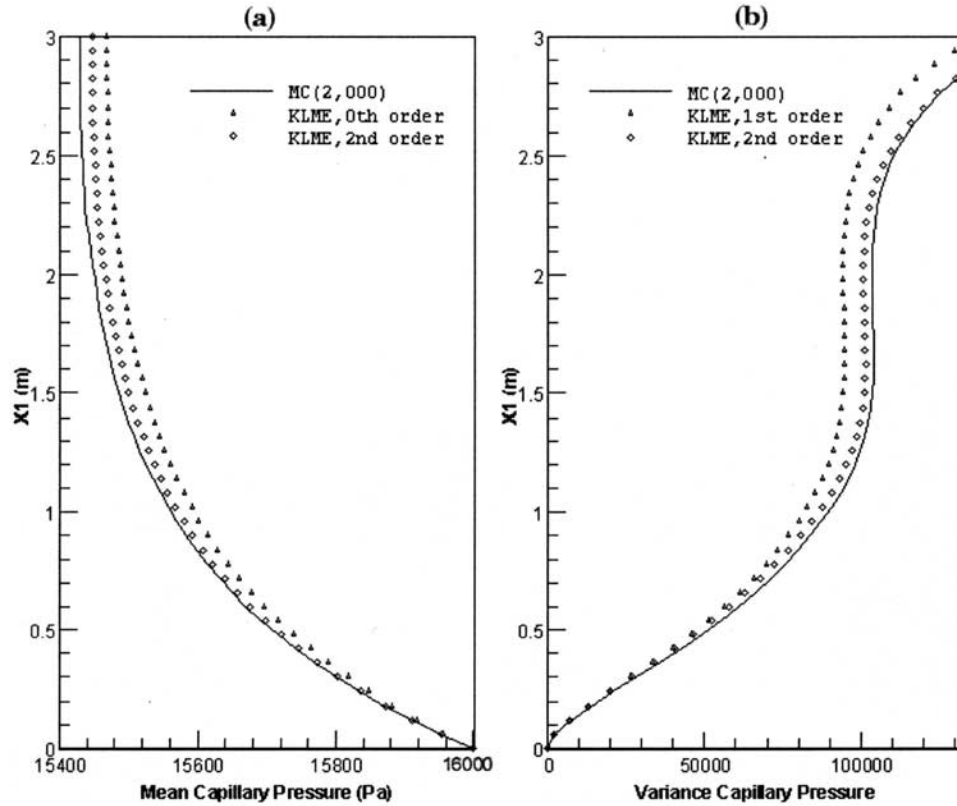 (a)
3
2.5
2
1.5
1
0.5
0
X1 (m)
MC(2,000)
KLME,0th order
KLME,2nd order
15400
15600
15800
16000
Mean Capillary Pressure (Pa)
(b)
3
2.5
2
1.5
1
0.5
0
X1 (m)
MC(2,000)
KLME,1st order
KLME,2nd order
0
50000
100000
Variance Capillary Pressure